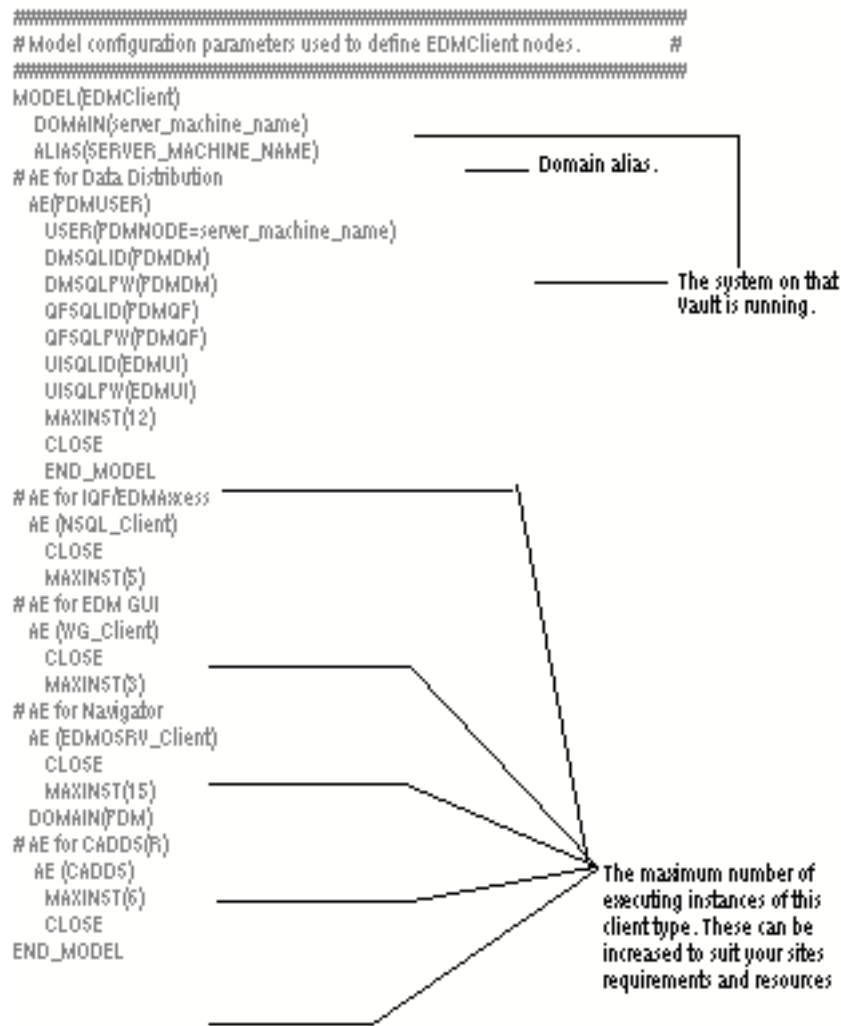 ####################################################################
# Model configuration parameters used to define EDMClient nodes. #
####################################################################
MODEL(EDMClient)
DOMAIN(server_machine_name)
ALIAS(SERVER_MACHINE_NAME)
Domain alias.
# AE for Data Distribution
AE(PDMUSER)
USER(PDMNODE=server_machine_name)
DMSQLID(PDMDM)
DMSQLPW(PDMDM)
The system on that
Vault is running.
QFSQLID(PDMQF)
QFSQLPW(PDMQF)
UISQLID(EDMUI)
UISQLPW(EDMUI)
MAXINST(12)
CLOSE
END_MODEL
# AE for IQF/EDMAxcess
AE (NSQL_Client)
CLOSE
MAXINST(5)
# AE for EDM GUI
AE (WG_Client)
CLOSE
MAXINST(3)
# AE for Navigator
AE (EDMOSRV_Client)
CLOSE
MAXINST(15)
DOMAIN(PDM)
# AE for CADDS(R)
AE (CADDS)
MAXINST(6)
CLOSE
END_MODEL
The maximum number of
executing instances of this
client type. These can be
increased to suit your sites
requirements and resources